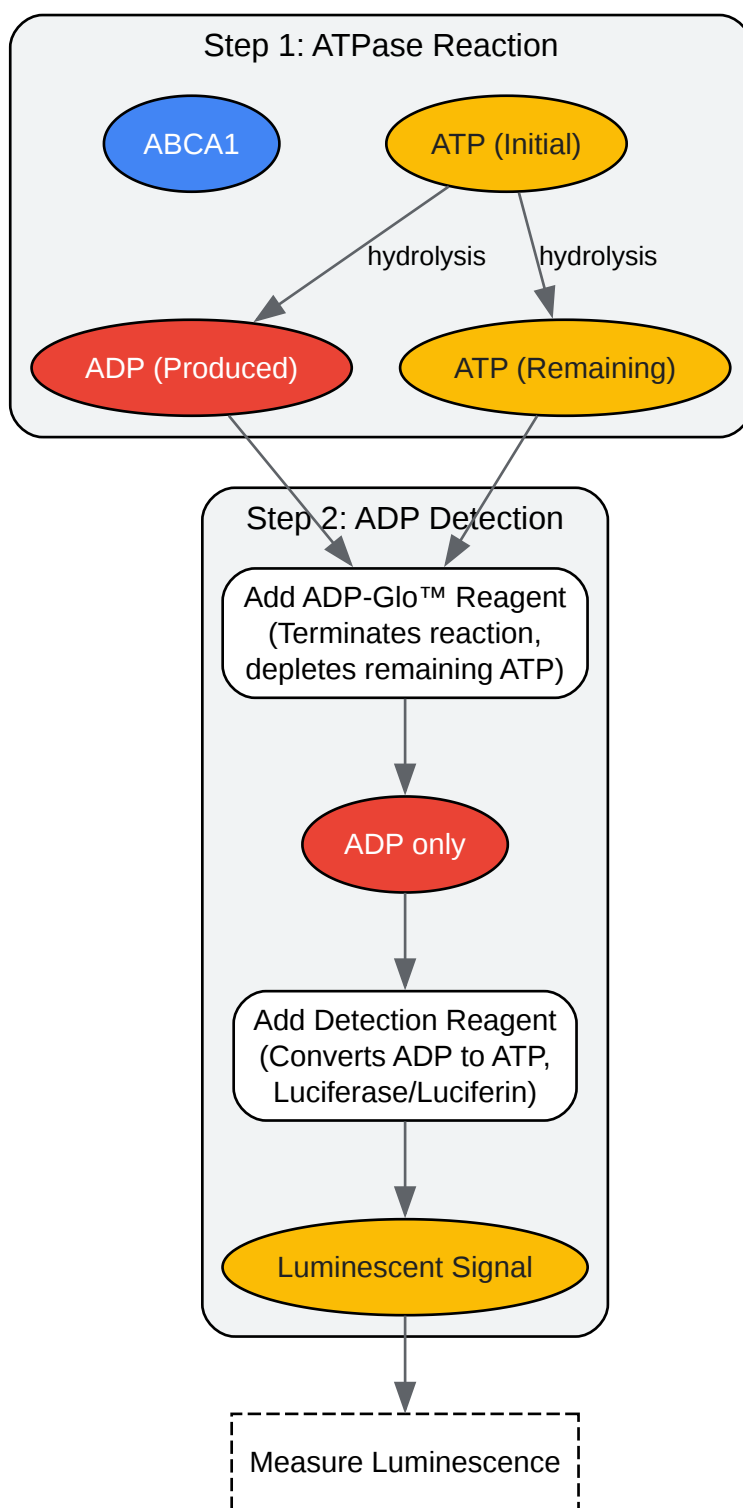 Step 1: ATPase Reaction
ABCA1
ATP (Initial)
hydrolysis
hydrolysis
ADP (Produced)
ATP (Remaining)
Step 2: ADP Detection
Add ADP-Glo™ Reagent
(Terminates reaction,
depletes remaining ATP)
ADP only
Add Detection Reagent
(Converts ADP to ATP,
Luciferase/Luciferin)
Luminescent Signal
Measure Luminescence